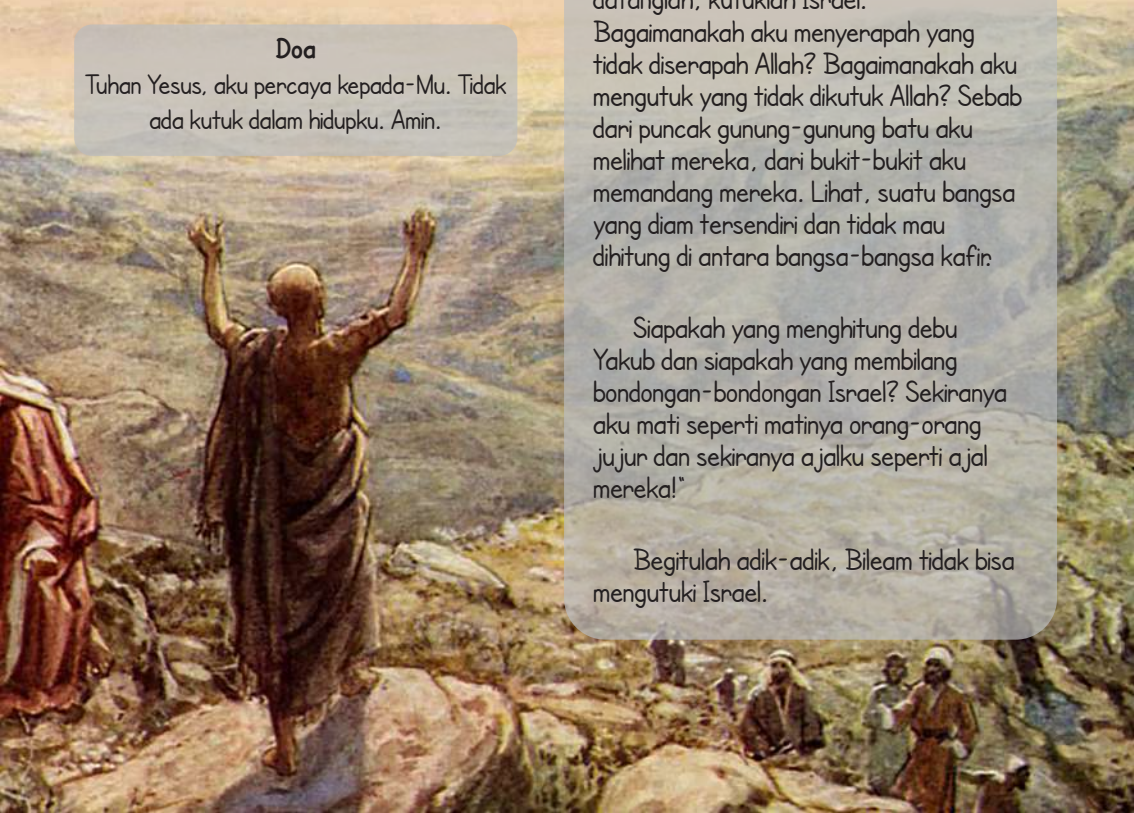 Doa
Tuhan Yesus, aku percaya kepada-Mu. Tidak
ada kutuk dalam hidupku. Amin.
datanglah, kutuklah Israel.
Bagaimanakah aku menyerapah yang
tidak diserapah Allah? Bagaimanakah aku
mengutuk yang tidak dikutuk Allah? Sebab
dari puncak gunung-gunung batu aku
melihat mereka, dari bukit-bukit aku
memandang mereka. Lihat, suatu bangsa
yang diam tersendiri dan tidak mau
dihitung di antara bangsa-bangsa kafir.
Siapakah yang menghitung debu
Yakub dan siapakah yang membilang
bondongan-bondongan Israel? Sekiranya
aku mati seperti matinya orang-orang
jujur dan sekiranya ajalku seperti ajal
mereka!"
Begitulah adik-adik, Bileam tidak bisa
mengutuki Israel.